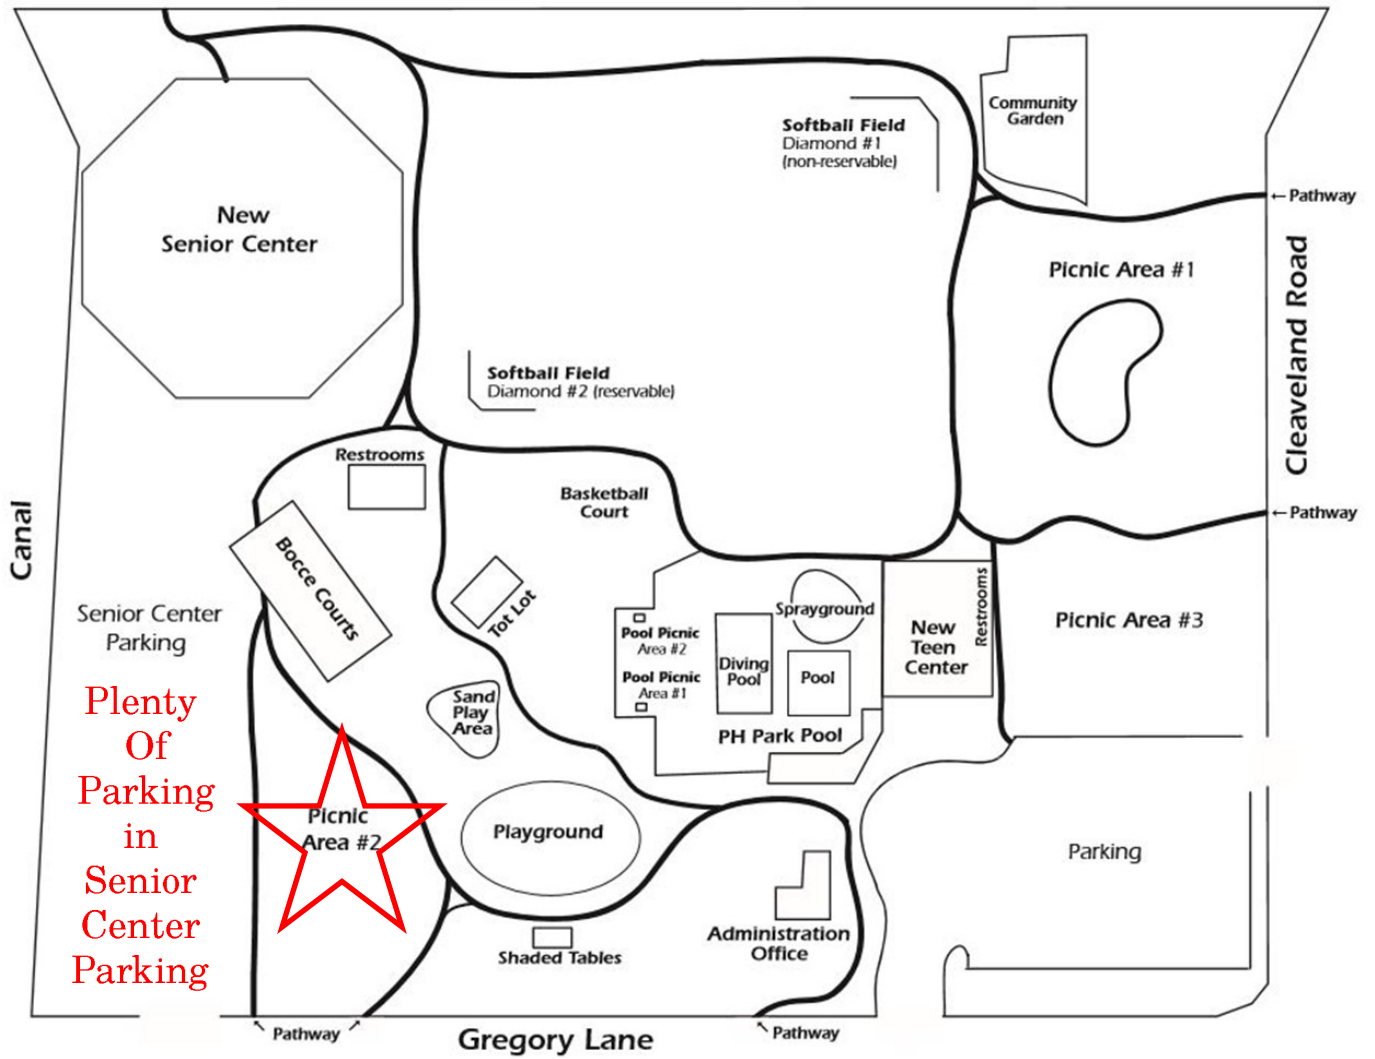 Community
Garden
Softball Field
Diamond #1
(non-reservable)
←Pathway
New
Senior Center
Picnic Area #1
Cleaveland Road
Softball Field
Diamond #2 (reservable)
Restrooms
Basketball
Court
←Pathway
Canal
Bocce Courts
Tot Lot
Sprayground
Restrooms
Senior Center
Parking
Pool Picnic
Area #2
Pool Picnic
Area #1
Diving
Pool
Pool
New
Teen
Center
Picnic Area #3
Plenty
Of
Parking
in
Senior
Center
Parking
Sand
Play
Area
PH Park Pool
Picnic
Area #2
Playground
Parking
Administration
Office
Shaded Tables
Pathway
Gregory Lane
Pathway